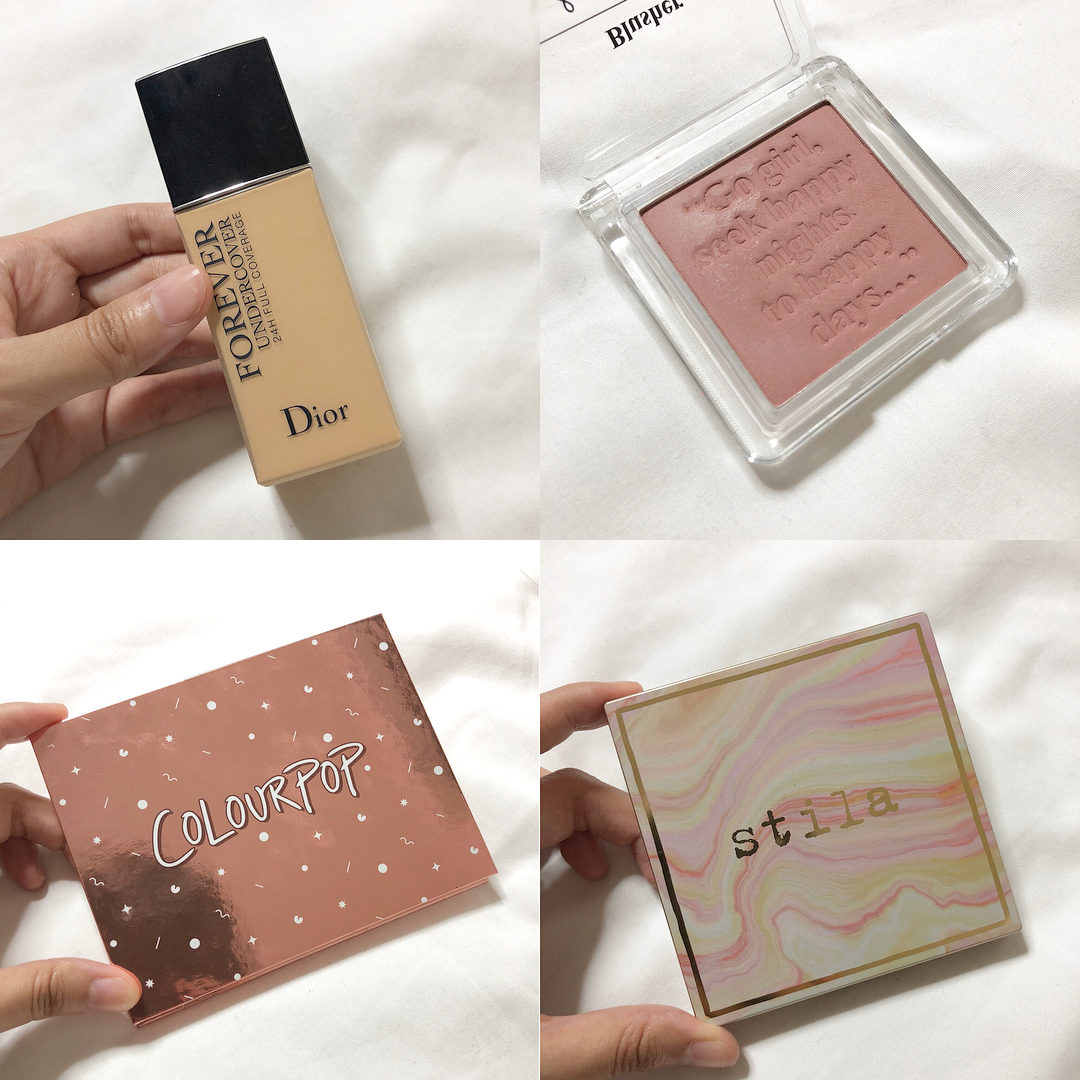 FOREVER
UNDERCOVER
24H FULL COVERAGE
Dior
Blusher
"Go girl,
seek happy
nights
to happy
days...
COLOURPOP
stila